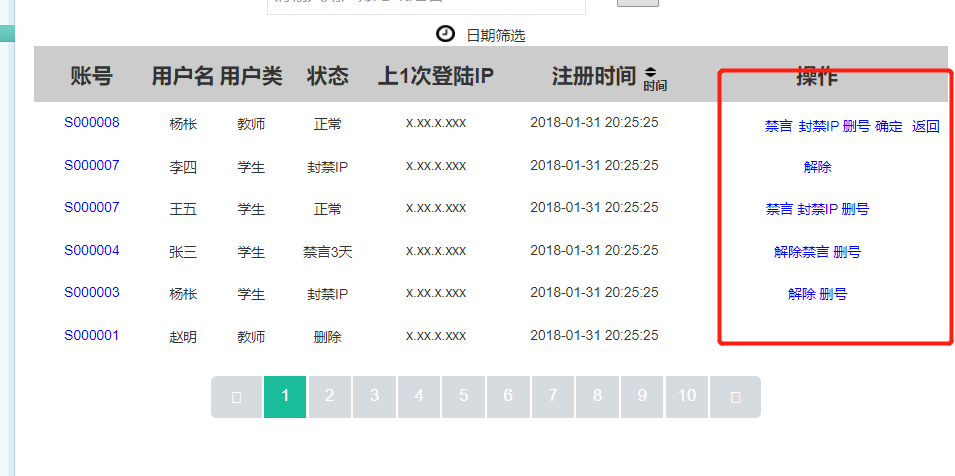 日期筛选
账号 用户名 用户类 状态 上1次登陆IP 注册时间 时间 操作
S000008 杨枨 教师 正常 x.xx.x.xxx 2018-01-31 20:25:25 禁言 封禁IP 删号 确定 返回
S000007 李四 学生 封禁IP x.xx.x.xxx 2018-01-31 20:25:25 解除
S000007 王五 学生 正常 x.xx.x.xxx 2018-01-31 20:25:25 禁言 封禁IP 删号
S000004 张三 学生 禁言3天 x.xx.x.xxx 2018-01-31 20:25:25 解除禁言 删号
S000003 杨枨 学生 封禁IP x.xx.x.xxx 2018-01-31 20:25:25 解除 删号
S000001 赵明 教师 删除 x.xx.x.xxx 2018-01-31 20:25:25
1 2 3 4 5 6 7 8 9 10